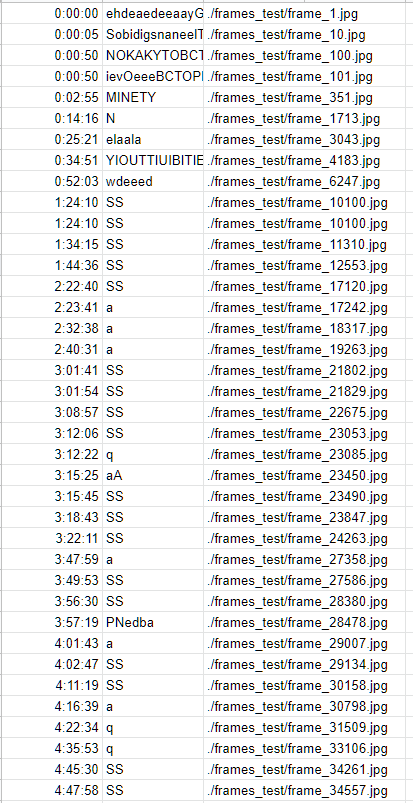 0:00:00 ehdeaedeeaayG ./frames_test/frame_1.jpg
0:00:05 SobidigsnaneelT ./frames_test/frame_10.jpg
0:00:50 NOKAKYTOBCT ./frames_test/frame_100.jpg
0:00:50 ievOeeeBCTOPI ./frames_test/frame_101.jpg
0:02:55 MINETY ./frames_test/frame_351.jpg
0:14:16 N ./frames_test/frame_1713.jpg
0:25:21 elaala ./frames_test/frame_3043.jpg
0:34:51 YIOUTTIUIBITIE ./frames_test/frame_4183.jpg
0:52:03 wdeeed ./frames_test/frame_6247.jpg
1:24:10 SS ./frames_test/frame_10100.jpg
1:24:10 SS ./frames_test/frame_10100.jpg
1:34:15 SS ./frames_test/frame_11310.jpg
1:44:36 SS ./frames_test/frame_12553.jpg
2:22:40 SS ./frames_test/frame_17120.jpg
2:23:41 a ./frames_test/frame_17242.jpg
2:32:38 a ./frames_test/frame_18317.jpg
2:40:31 a ./frames_test/frame_19263.jpg
3:01:41 SS ./frames_test/frame_21802.jpg
3:01:54 SS ./frames_test/frame_21829.jpg
3:08:57 SS ./frames_test/frame_22675.jpg
3:12:06 SS ./frames_test/frame_23053.jpg
3:12:22 q ./frames_test/frame_23085.jpg
3:15:25 aA ./frames_test/frame_23450.jpg
3:15:45 SS ./frames_test/frame_23490.jpg
3:18:43 SS ./frames_test/frame_23847.jpg
3:22:11 SS ./frames_test/frame_24263.jpg
3:47:59 a ./frames_test/frame_27358.jpg
3:49:53 SS ./frames_test/frame_27586.jpg
3:56:30 SS ./frames_test/frame_28380.jpg
3:57:19 PNedba ./frames_test/frame_28478.jpg
4:01:43 a ./frames_test/frame_29007.jpg
4:02:47 SS ./frames_test/frame_29134.jpg
4:11:19 SS ./frames_test/frame_30158.jpg
4:16:39 a ./frames_test/frame_30798.jpg
4:22:34 q ./frames_test/frame_31509.jpg
4:35:53 q ./frames_test/frame_33106.jpg
4:45:30 SS ./frames_test/frame_34261.jpg
4:47:58 SS ./frames_test/frame_34557.jpg